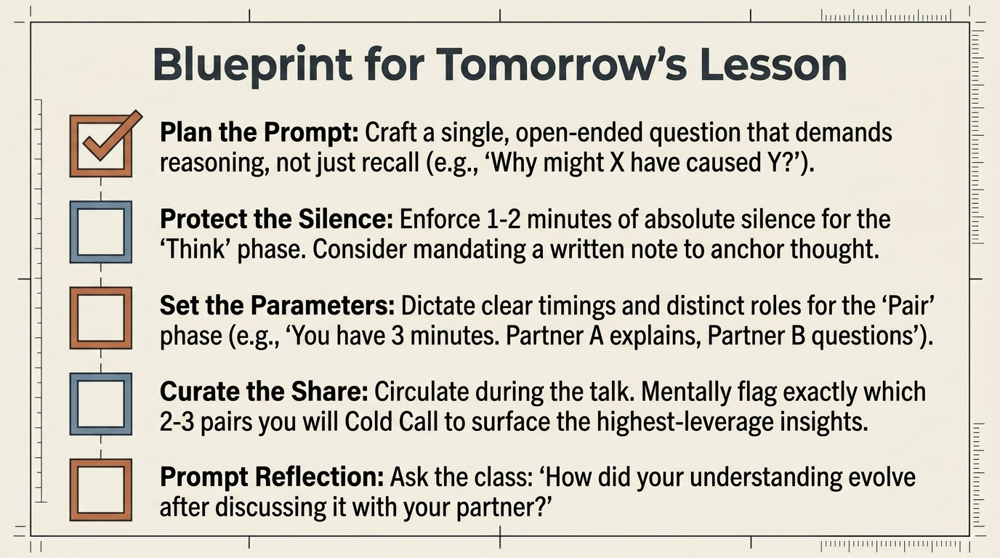 Blueprint for Tomorrow’s Lesson
Plan the Prompt: Craft a single, open-ended question that demands
reasoning, not just recall (e.g., ‘Why might X have caused Y?’).
Protect the Silence: Enforce 1-2 minutes of absolute silence for the
‘Think’ phase. Consider mandating a written note to anchor thought.
Set the Parameters: Dictate clear timings and distinct roles for the ‘Pair’
phase (e.g., ‘You have 3 minutes. Partner A explains, Partner B questions’).
Curate the Share: Circulate during the talk. Mentally flag exactly which
2-3 pairs you will Cold Call to surface the highest-leverage insights.
Prompt Reflection: Ask the class: ‘How did your understanding evolve
after discussing it with your partner?’